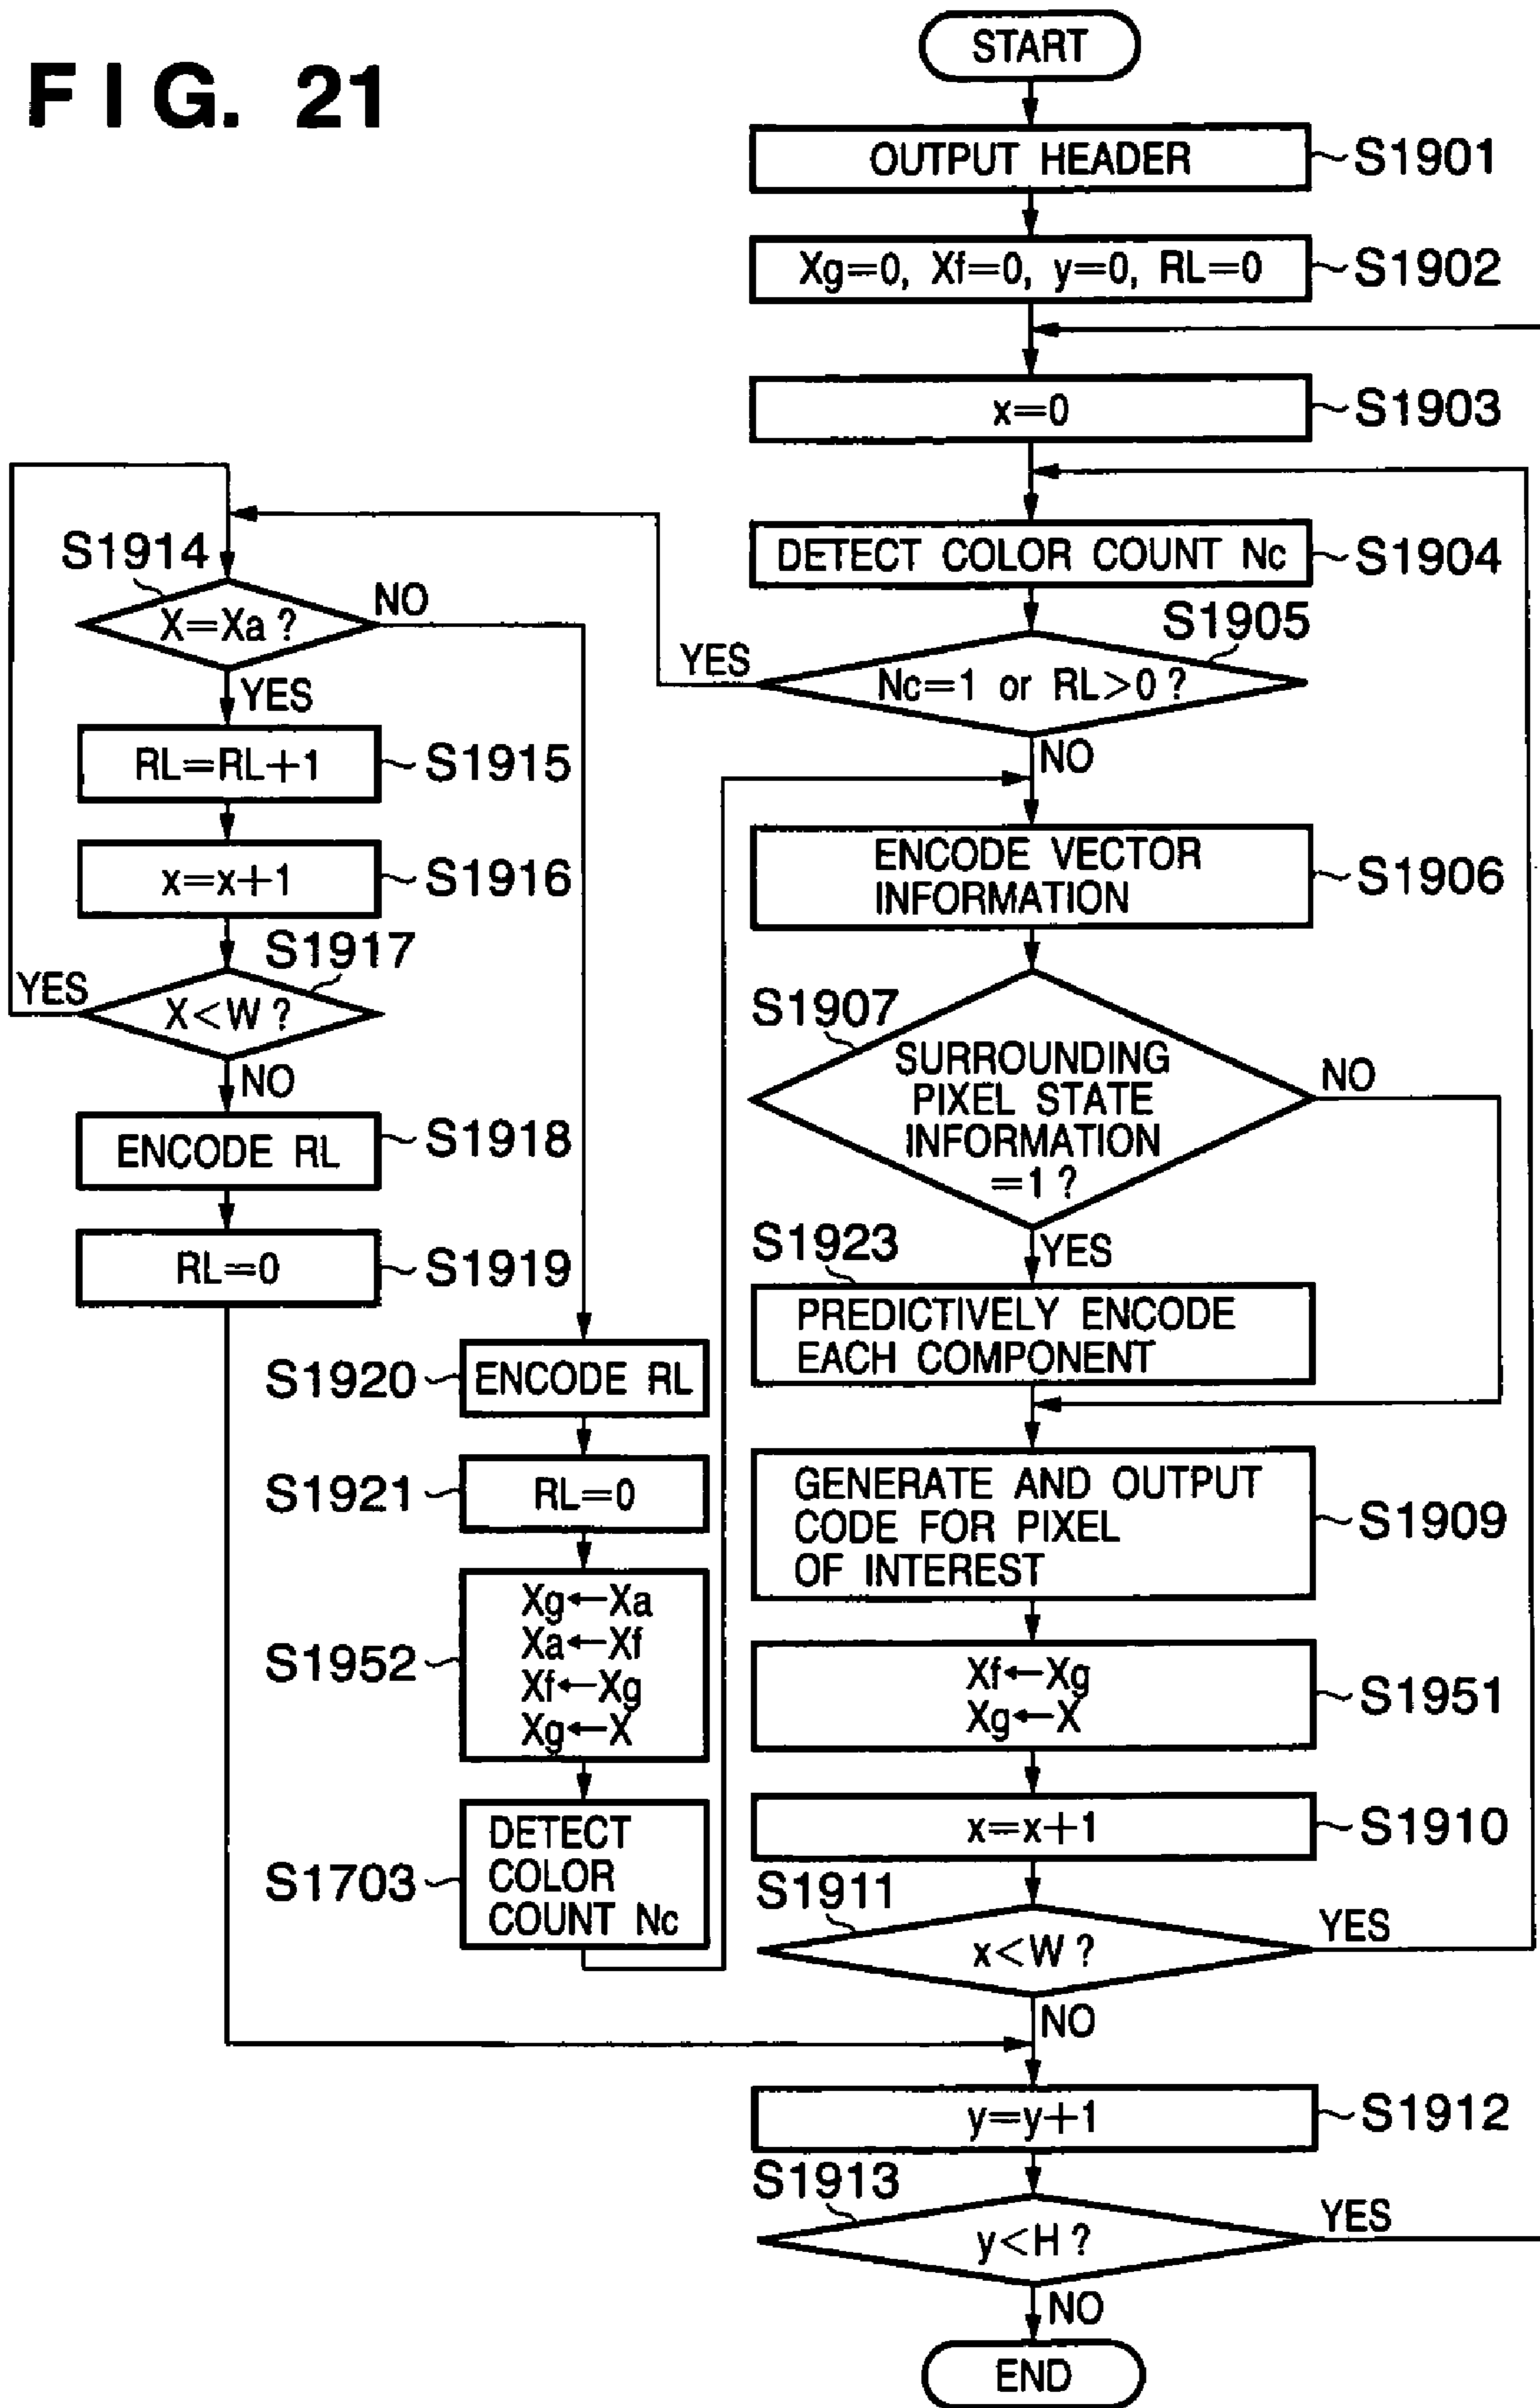 FIG. 21
START
OUTPUT HEADER
S1901
Xg=0, Xf=0, y=0, RL=0
S1902
x=0
S1903
DETECT COLOR COUNT Nc
S1904
S1905
Nc=1 or RL>0?
YES
NO
S1914
X=Xa?
NO
YES
RL=RL+1
S1915
x=x+1
S1916
S1917
X<W?
YES
NO
ENCODE RL
S1918
RL=0
S1919
S1920
ENCODE RL
S1921
RL=0
S1952
Xg←Xa
Xa←Xf
Xf←Xg
Xg←X
S1703
DETECT
COLOR
COUNT Nc
ENCODE VECTOR
INFORMATION
S1906
S1907
SURROUNDING
PIXEL STATE
INFORMATION
=1?
NO
YES
S1923
PREDICTIVELY ENCODE
EACH COMPONENT
GENERATE AND OUTPUT
CODE FOR PIXEL
OF INTEREST
S1909
Xf←Xg
Xg←X
S1951
x=x+1
S1910
S1911
x<W?
YES
NO
y=y+1
S1912
S1913
y<H?
YES
NO
END